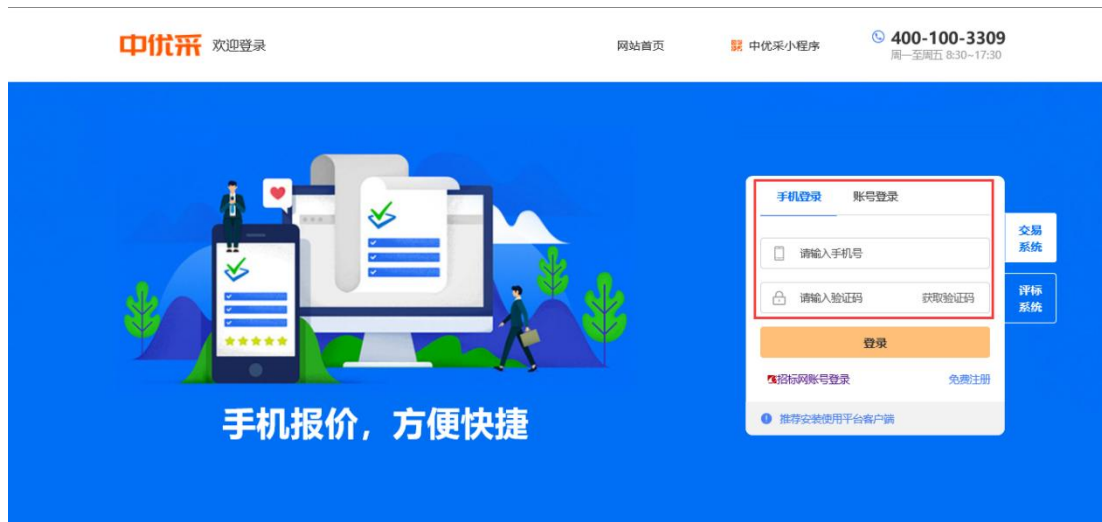 中优采 欢迎登录 网站首页 中优采小程序 400-100-3309
周一至周五 8:30~17:30
手机登录 账号登录
请输入手机号
请输入验证码 获取验证码
登录
招标网账号登录 免费注册
推荐安装使用平台客户端
交易
系统
评标
系统
手机报价，方便快捷